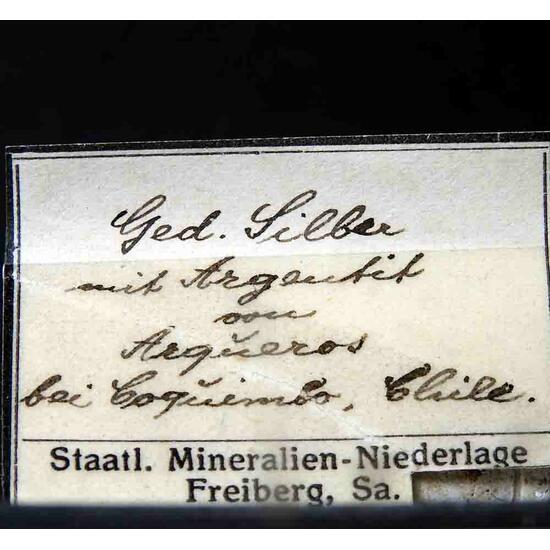 Ged. Silber
mit Argentit
von
Arqueros
bei Coquimbo, Chile.
Staatl. Mineralien-Niederlage
Freiberg, Sa.